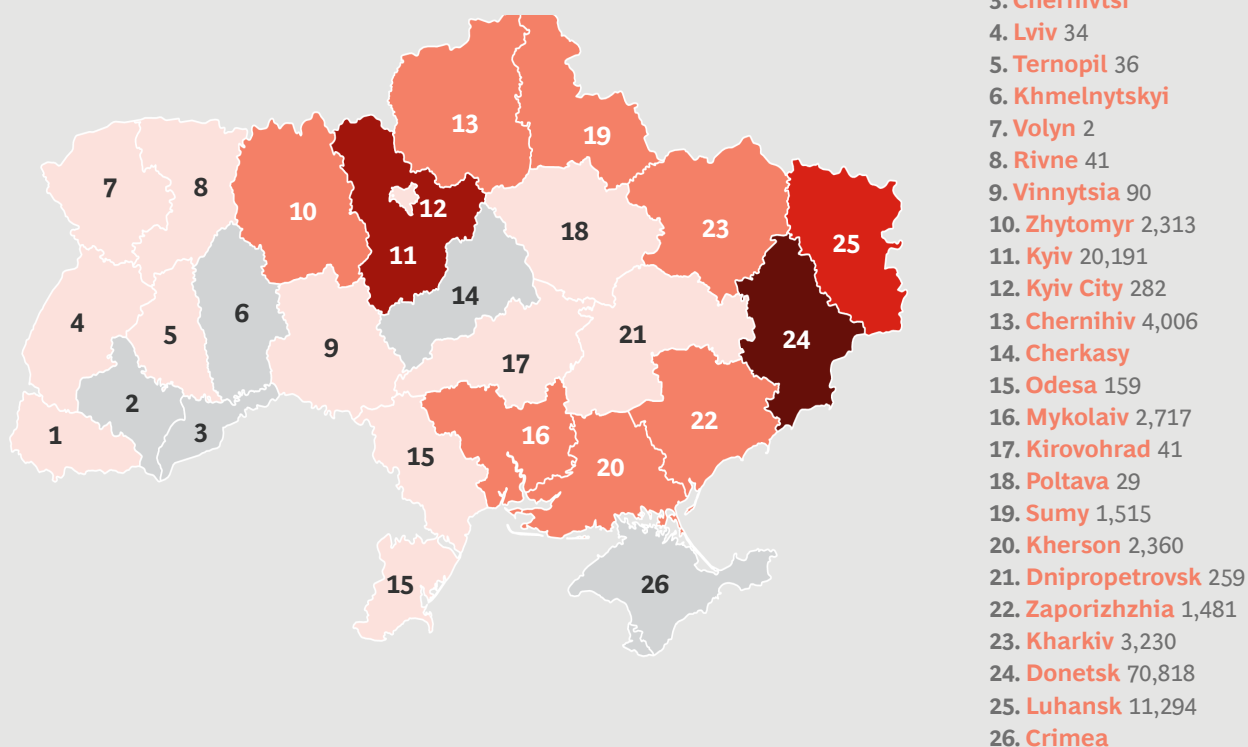 3. Chernivtsi
4. Lviv 34
5. Ternopil 36
6. Khmelnytskyi
7. Volyn 2
8. Rivne 41
9. Vinnytsia 90
10. Zhytomyr 2,313
11. Kyiv 20,191
12. Kyiv City 282
13. Chernihiv 4,006
14. Cherkasy
15. Odesa 159
16. Mykolaiv 2,717
17. Kirovohrad 41
18. Poltava 29
19. Sumy 1,515
20. Kherson 2,360
21. Dnipropetrovsk 259
22. Zaporizhzhia 1,481
23. Kharkiv 3,230
24. Donetsk 70,818
25. Luhansk 11,294
26. Crimea
13
19
7
8
12
10
18
23
25
11
14
6
4
5
9
21
24
17
2
1
3
16
22
15
20
15
26